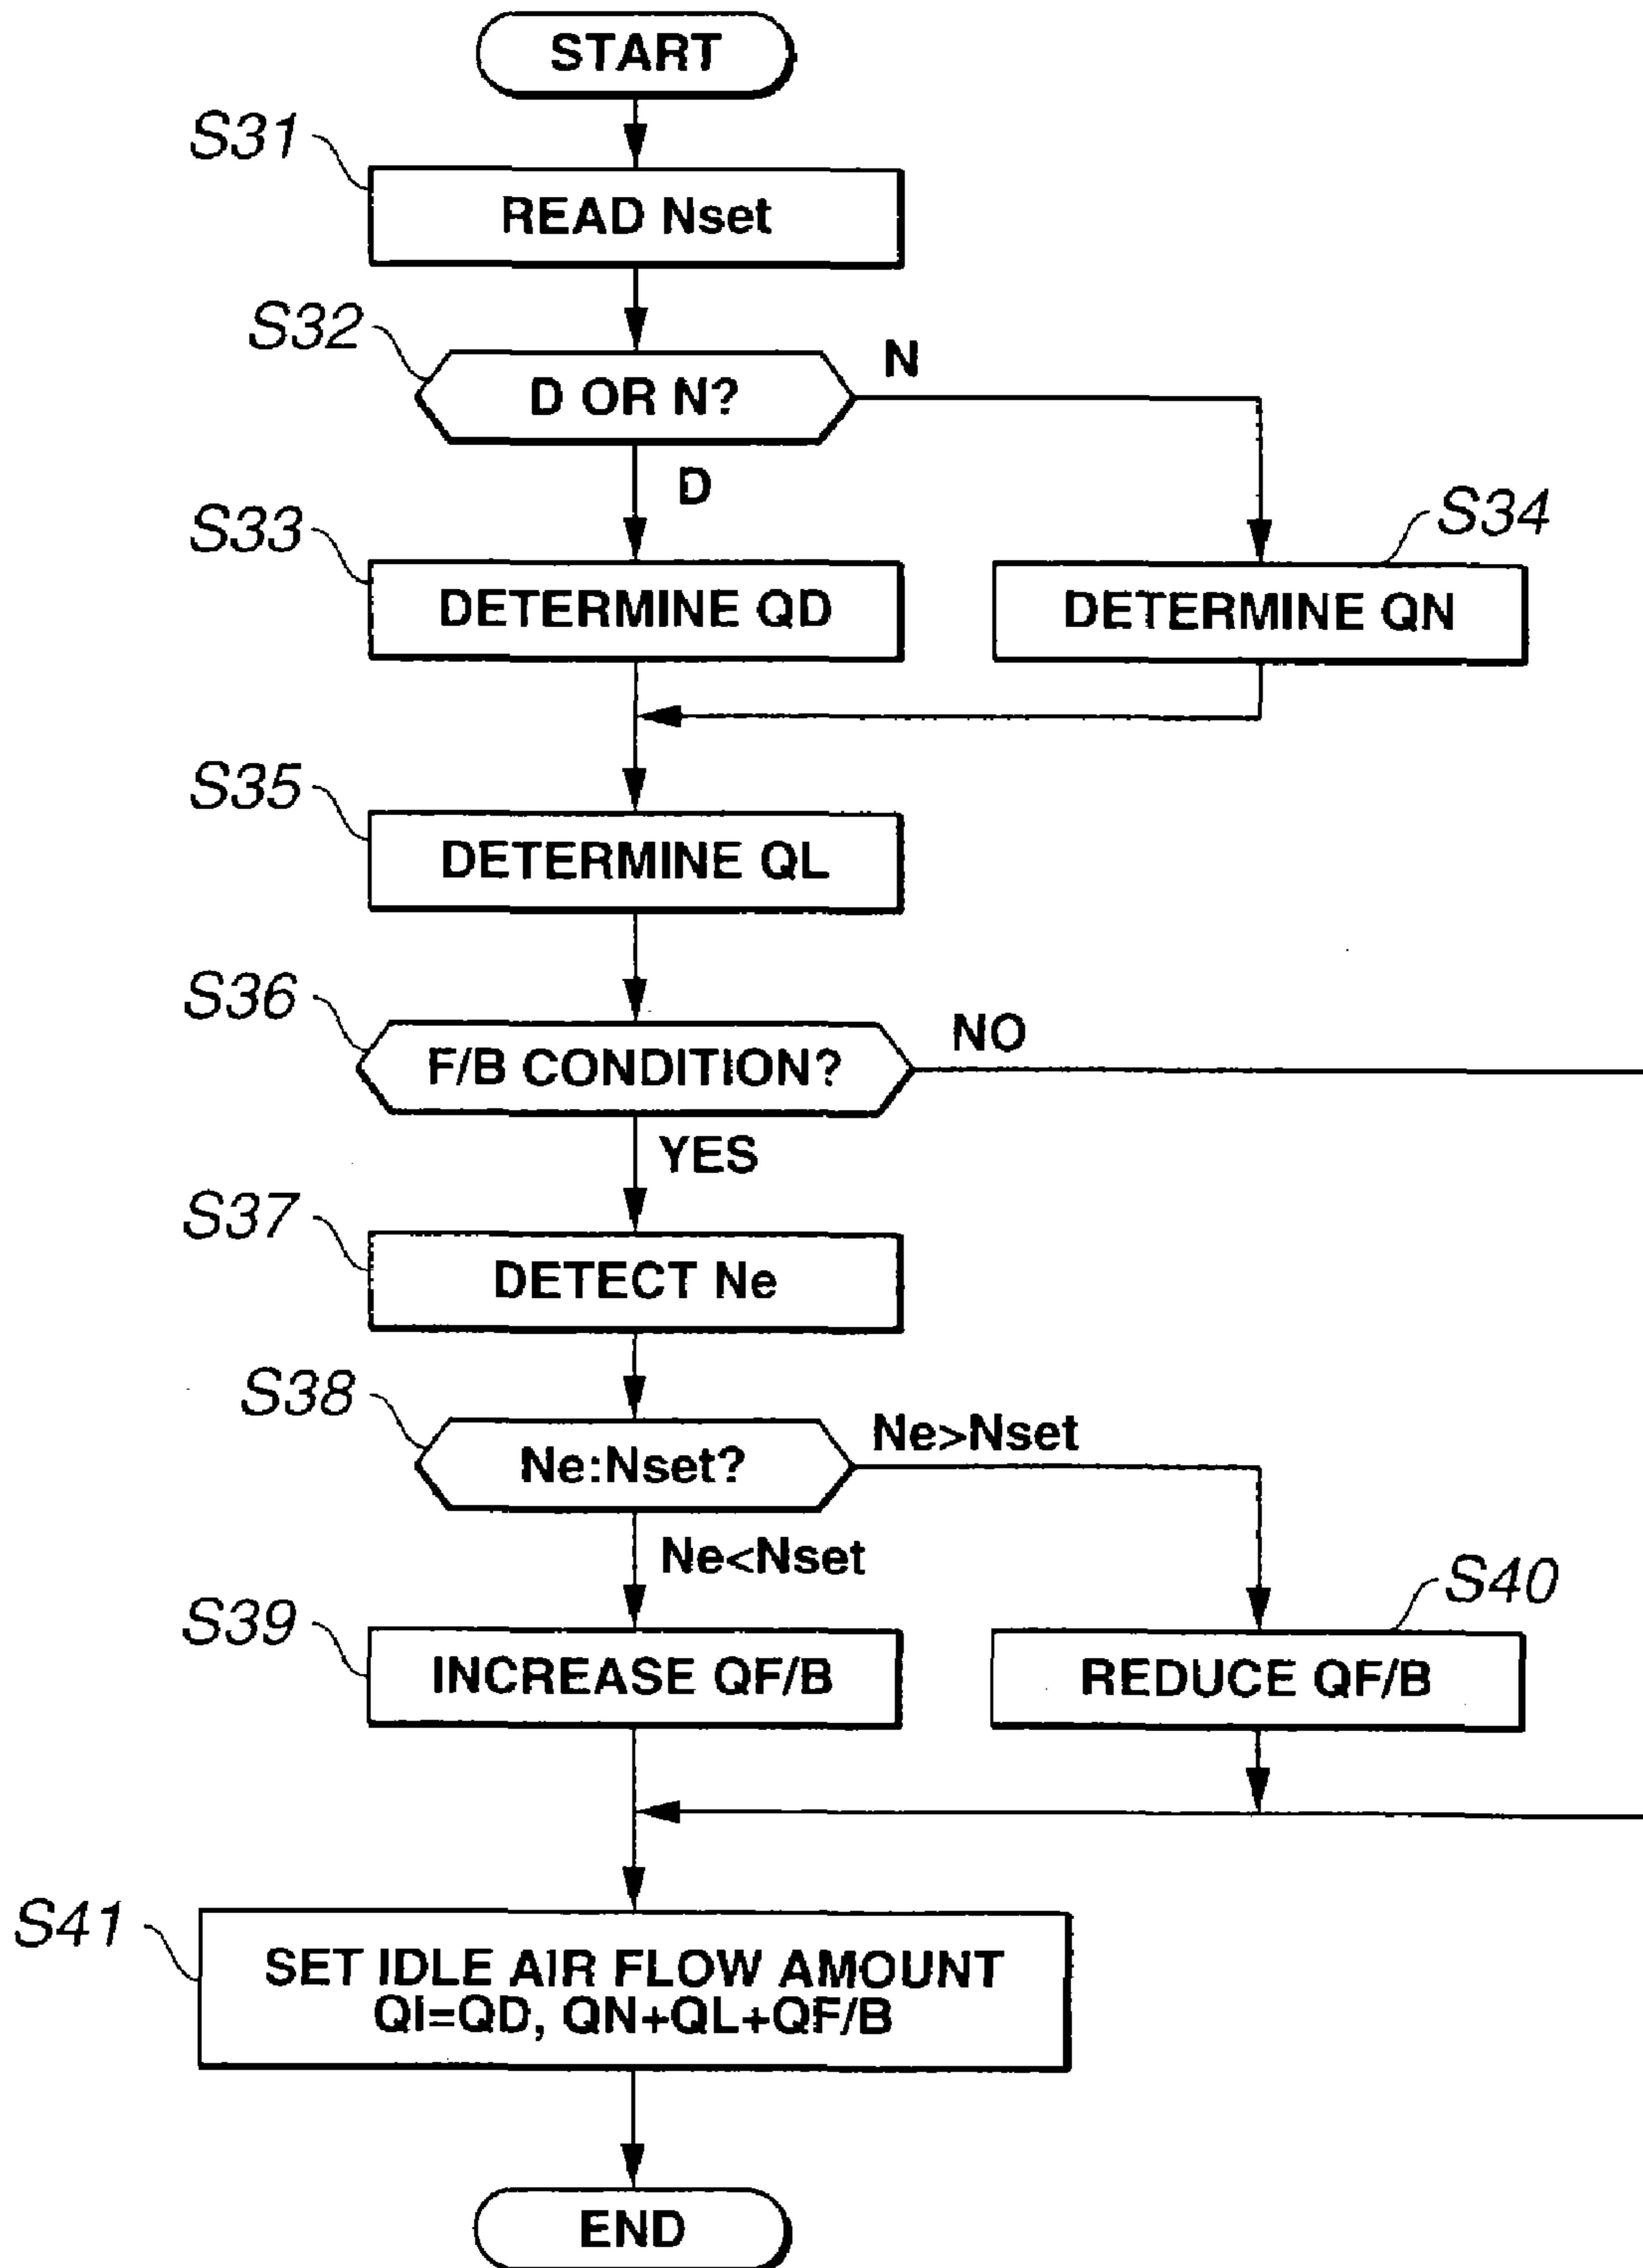 START
S31
READ Nset
S32
D OR N?
N
D
S33
DETERMINE QD
S34
DETERMINE QN
S35
DETERMINE QL
S36
F/B CONDITION?
NO
YES
S37
DETECT Ne
S38
Ne:Nset?
Ne>Nset
Ne<Nset
S39
INCREASE QF/B
S40
REDUCE QF/B
S41
SET IDLE AIR FLOW AMOUNT
QI=QD, QN+QL+QF/B
END